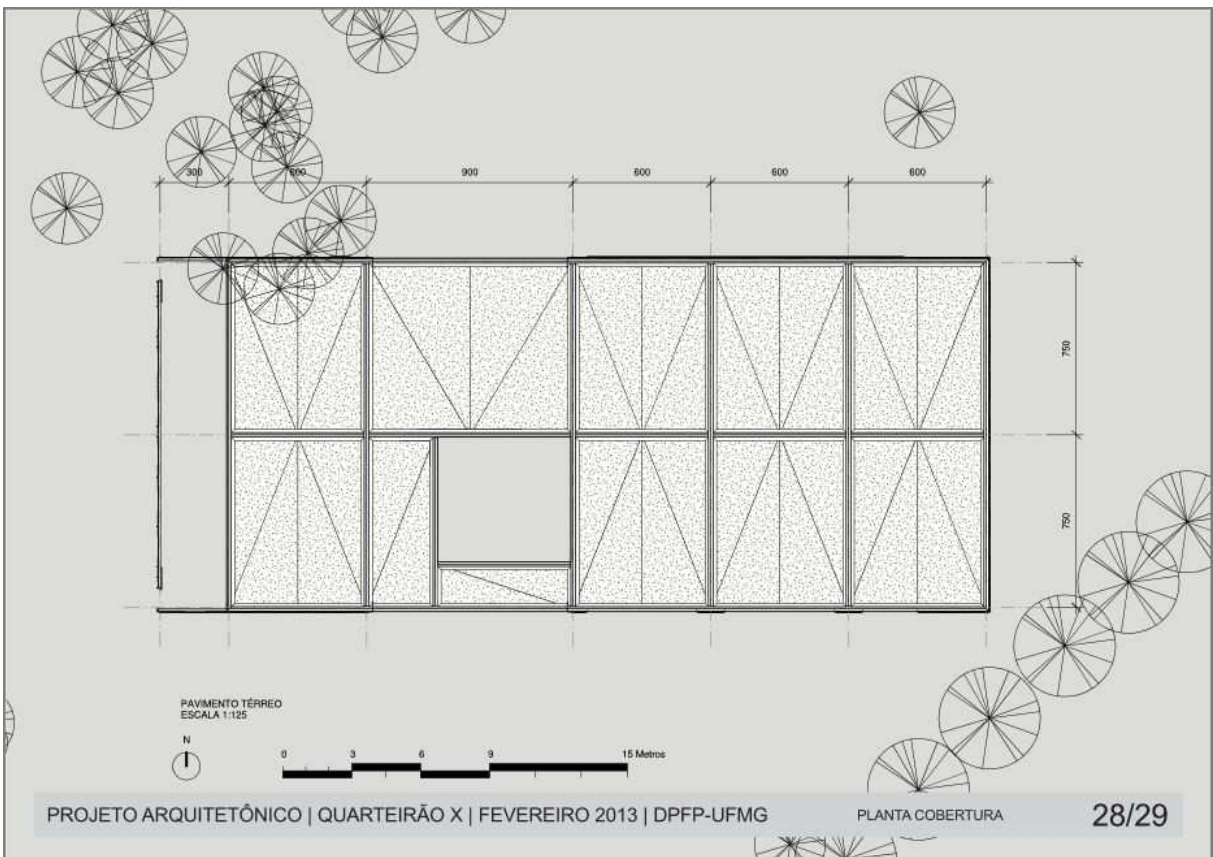 300 600 900 600 600 600
750
750
PAVIMENTO TÉRREO
ESCALA 1:125
N
0 3 6 9 15 Metros
PROJETO ARQUITETÔNICO | QUARTEIRÃO X | FEVEREIRO 2013 | DPFP-UFMG PLANTA COBERTURA 28/29